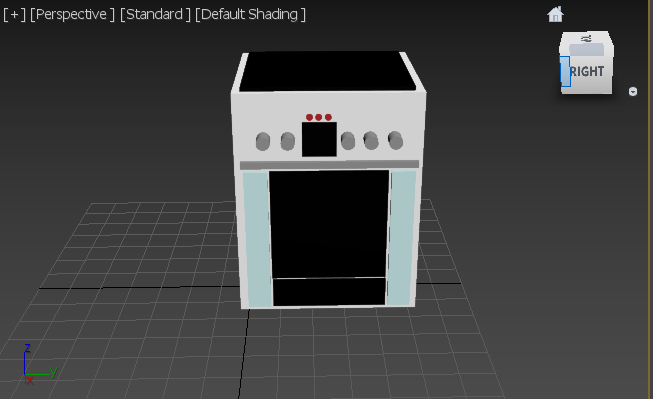 [+] [Perspective ] [Standard ] [Default Shading ]
RIGHT
Z
Y
X